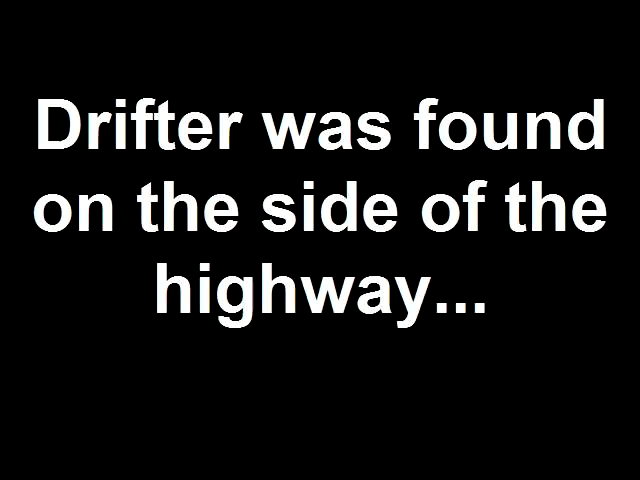 Drifter was found
on the side of the
highway...